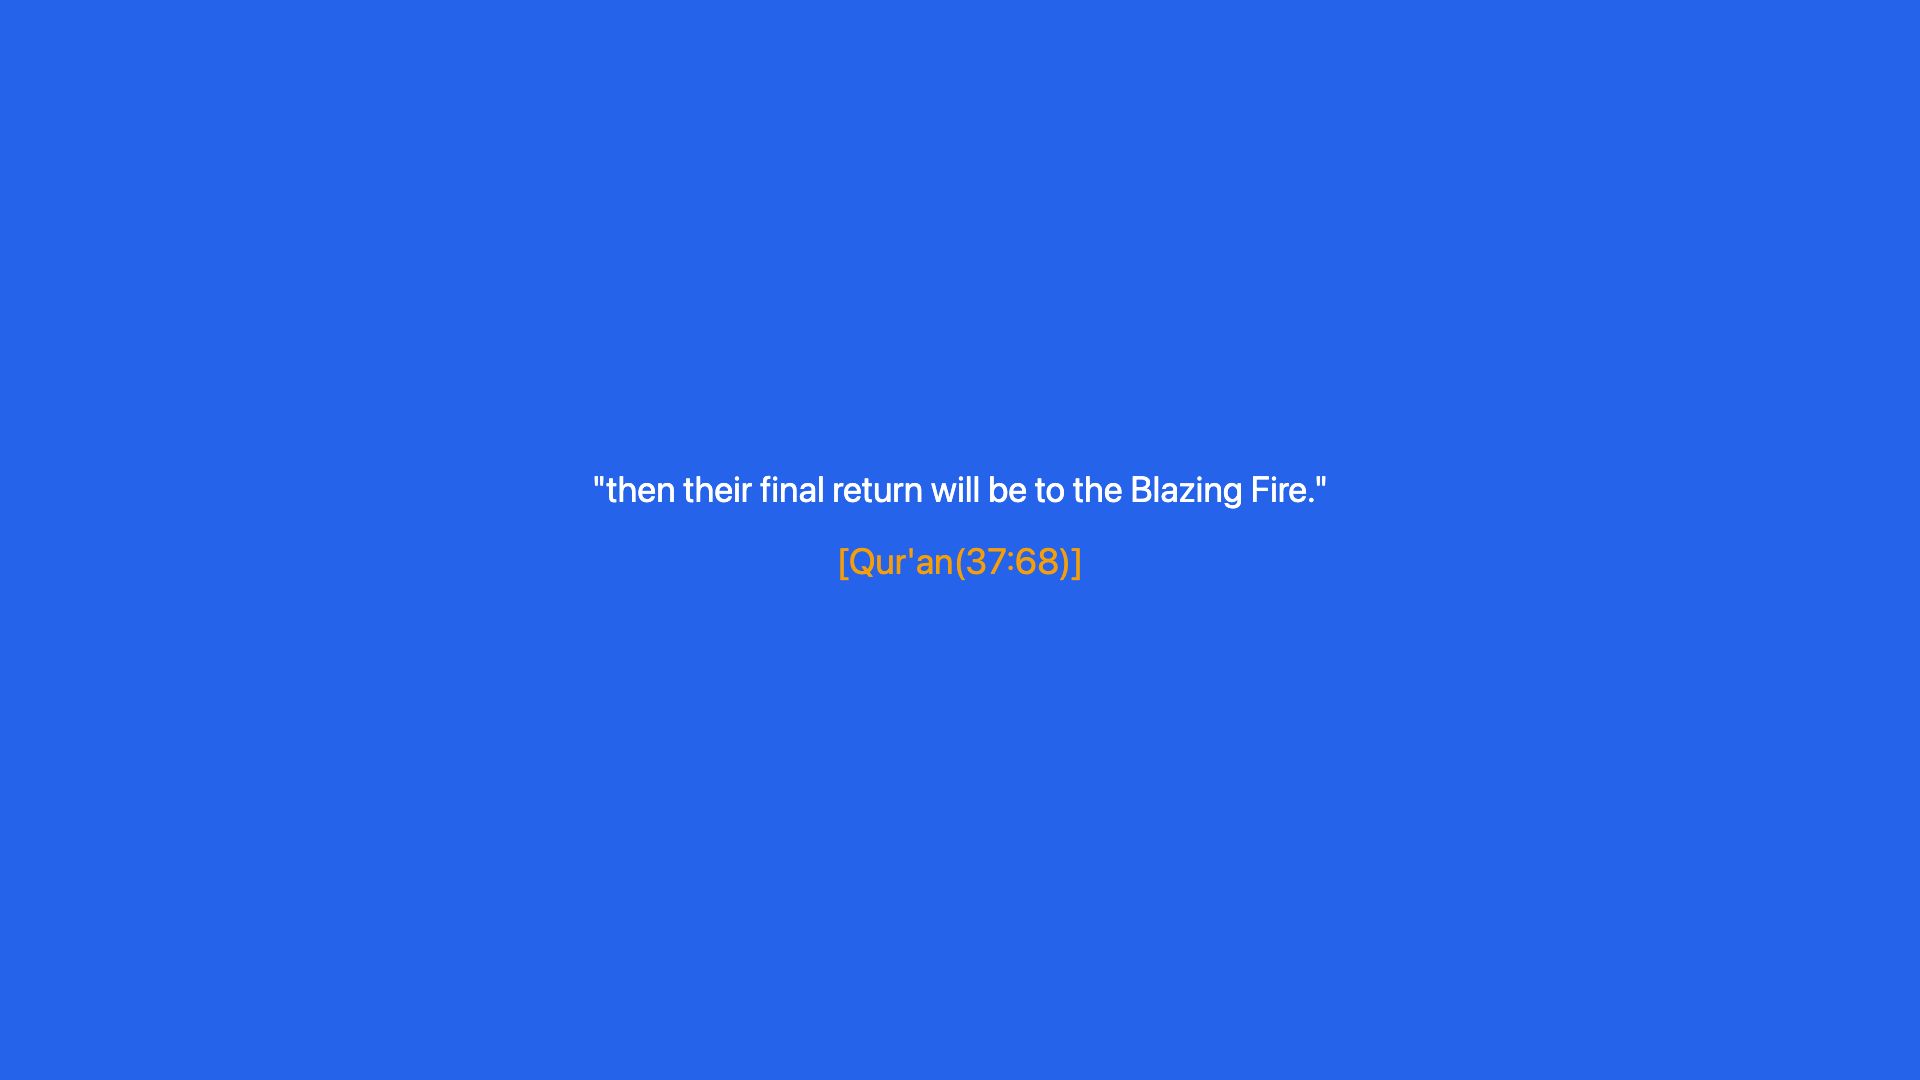 "then their final return will be to the Blazing Fire."
[Qur'an(37:68)]